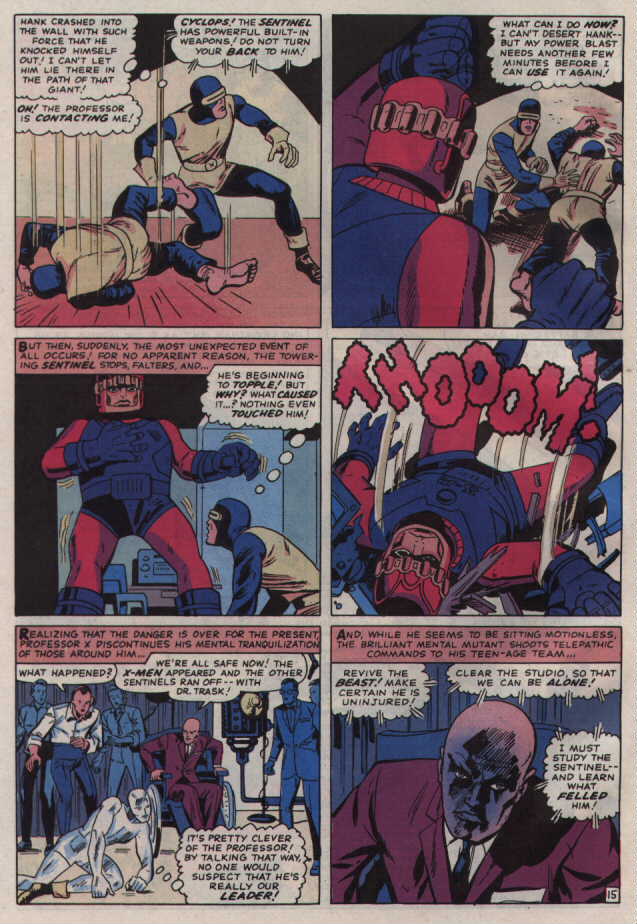 HANK CRASHED INTO
THE WALL WITH SUCH
FORCE THAT HE
KNOCKED HIMSELF
OUT! I CAN'T LET
HIM LIE THERE IN
THE PATH OF THAT
GIANT!
OH! THE PROFESSOR
IS CONTACTING ME!
CYCLOPS! THE SENTINEL
HAS POWERFUL BUILT-IN
WEAPONS! DO NOT TURN
YOUR BACK TO HIM!
WHAT CAN I DO NOW?
I CAN'T DESERT HANK--
BUT MY POWER BLAST
NEEDS ANOTHER FEW
MINUTES BEFORE I
CAN USE IT AGAIN!
BUT THEN, SUDDENLY, THE MOST UNEXPECTED EVENT OF
ALL OCCURS! FOR NO APPARENT REASON, THE TOWER-
ING SENTINEL STOPS, FALTERS, AND...
HE'S BEGINNING
TO TOPPLE! BUT
WHY? WHAT CAUSED
IT...? NOTHING EVEN
TOUCHED HIM!
THOOOM!
REALIZING THAT THE DANGER IS OVER FOR THE PRESENT,
PROFESSOR X DISCONTINUES HIS MENTAL TRANQUILIZATION
OF THOSE AROUND HIM...
WHAT HAPPENED?
WE'RE ALL SAFE NOW! THE
X-MEN APPEARED AND THE OTHER
SENTINELS RAN OFF--WITH
DR. TRASK!
IT'S PRETTY CLEVER
OF THE PROFESSOR!
BY TALKING THAT WAY,
NO ONE WOULD
SUSPECT THAT HE'S
REALLY OUR
LEADER!
AND, WHILE HE SEEMS TO BE SITTING MOTIONLESS,
THE BRILLIANT MENTAL MUTANT SHOOTS TELEPATHIC
COMMANDS TO HIS TEEN-AGE TEAM...
REVIVE THE
BEAST! MAKE
CERTAIN HE IS
UNINJURED!
CLEAR THE STUDIO, SO THAT
WE CAN BE ALONE!
I MUST
STUDY THE
SENTINEL--
AND LEARN
WHAT
FELLED
HIM!
15